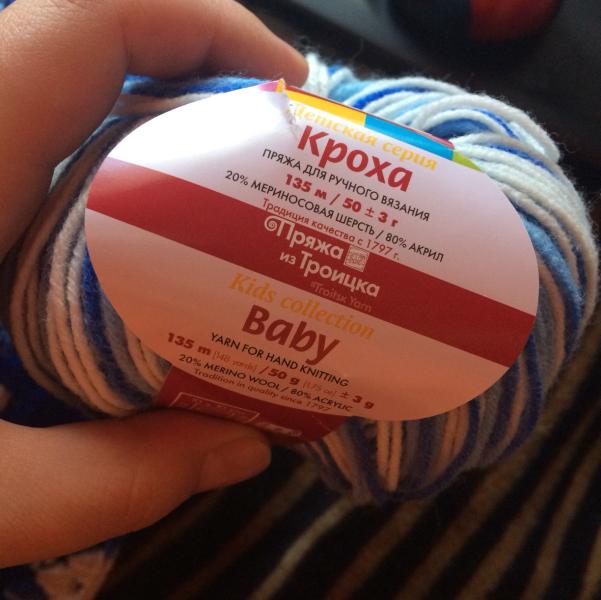 Детская серия
Кроха
ПРЯЖА ДЛЯ РУЧНОГО ВЯЗАНИЯ
135 м / 50 ± 3 г
20% МЕРИНОСОВАЯ ШЕРСТЬ / 80% АКРИЛ
Традиция качества с 1797 г.
Пряжа
из Троицка
®Troitsk Yarn
Kids collection
Baby
YARN FOR HAND KNITTING
135 m [148 yards] / 50 g [1,75 oz] ± 3 g
20% MERINO WOOL / 80% ACRYLIC
Tradition in quality since 1797